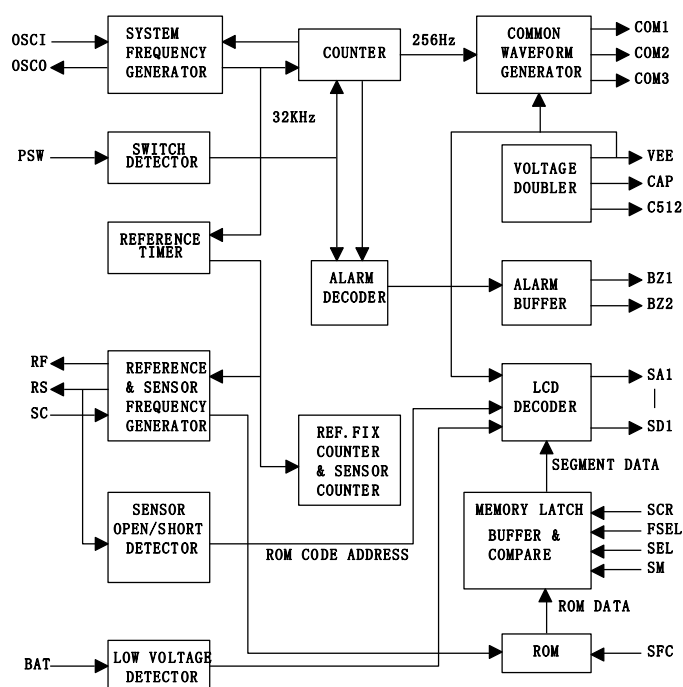 OSCI
OSCO
SYSTEM
FREQUENCY
GENERATOR
COUNTER
256Hz
COMMON
WAVEFORM
GENERATOR
COM1
COM2
COM3
32KHz
PSW
SWITCH
DETECTOR
VOLTAGE
DOUBLER
VEE
CAP
C512
REFERENCE
TIMER
ALARM
DECODER
ALARM
BUFFER
BZ1
BZ2
RF
RS
SC
REFERENCE
& SENSOR
FREQUENCY
GENERATOR
LCD
DECODER
SA1
SD1
REF.FIX
COUNTER
& SENSOR
COUNTER
SEGMENT DATA
SENSOR
OPEN/SHORT
DETECTOR
ROM CODE ADDRESS
MEMORY LATCH
BUFFER &
COMPARE
SCR
FSEL
SEL
SM
ROM DATA
BAT
LOW VOLTAGE
DETECTOR
ROM
SFC